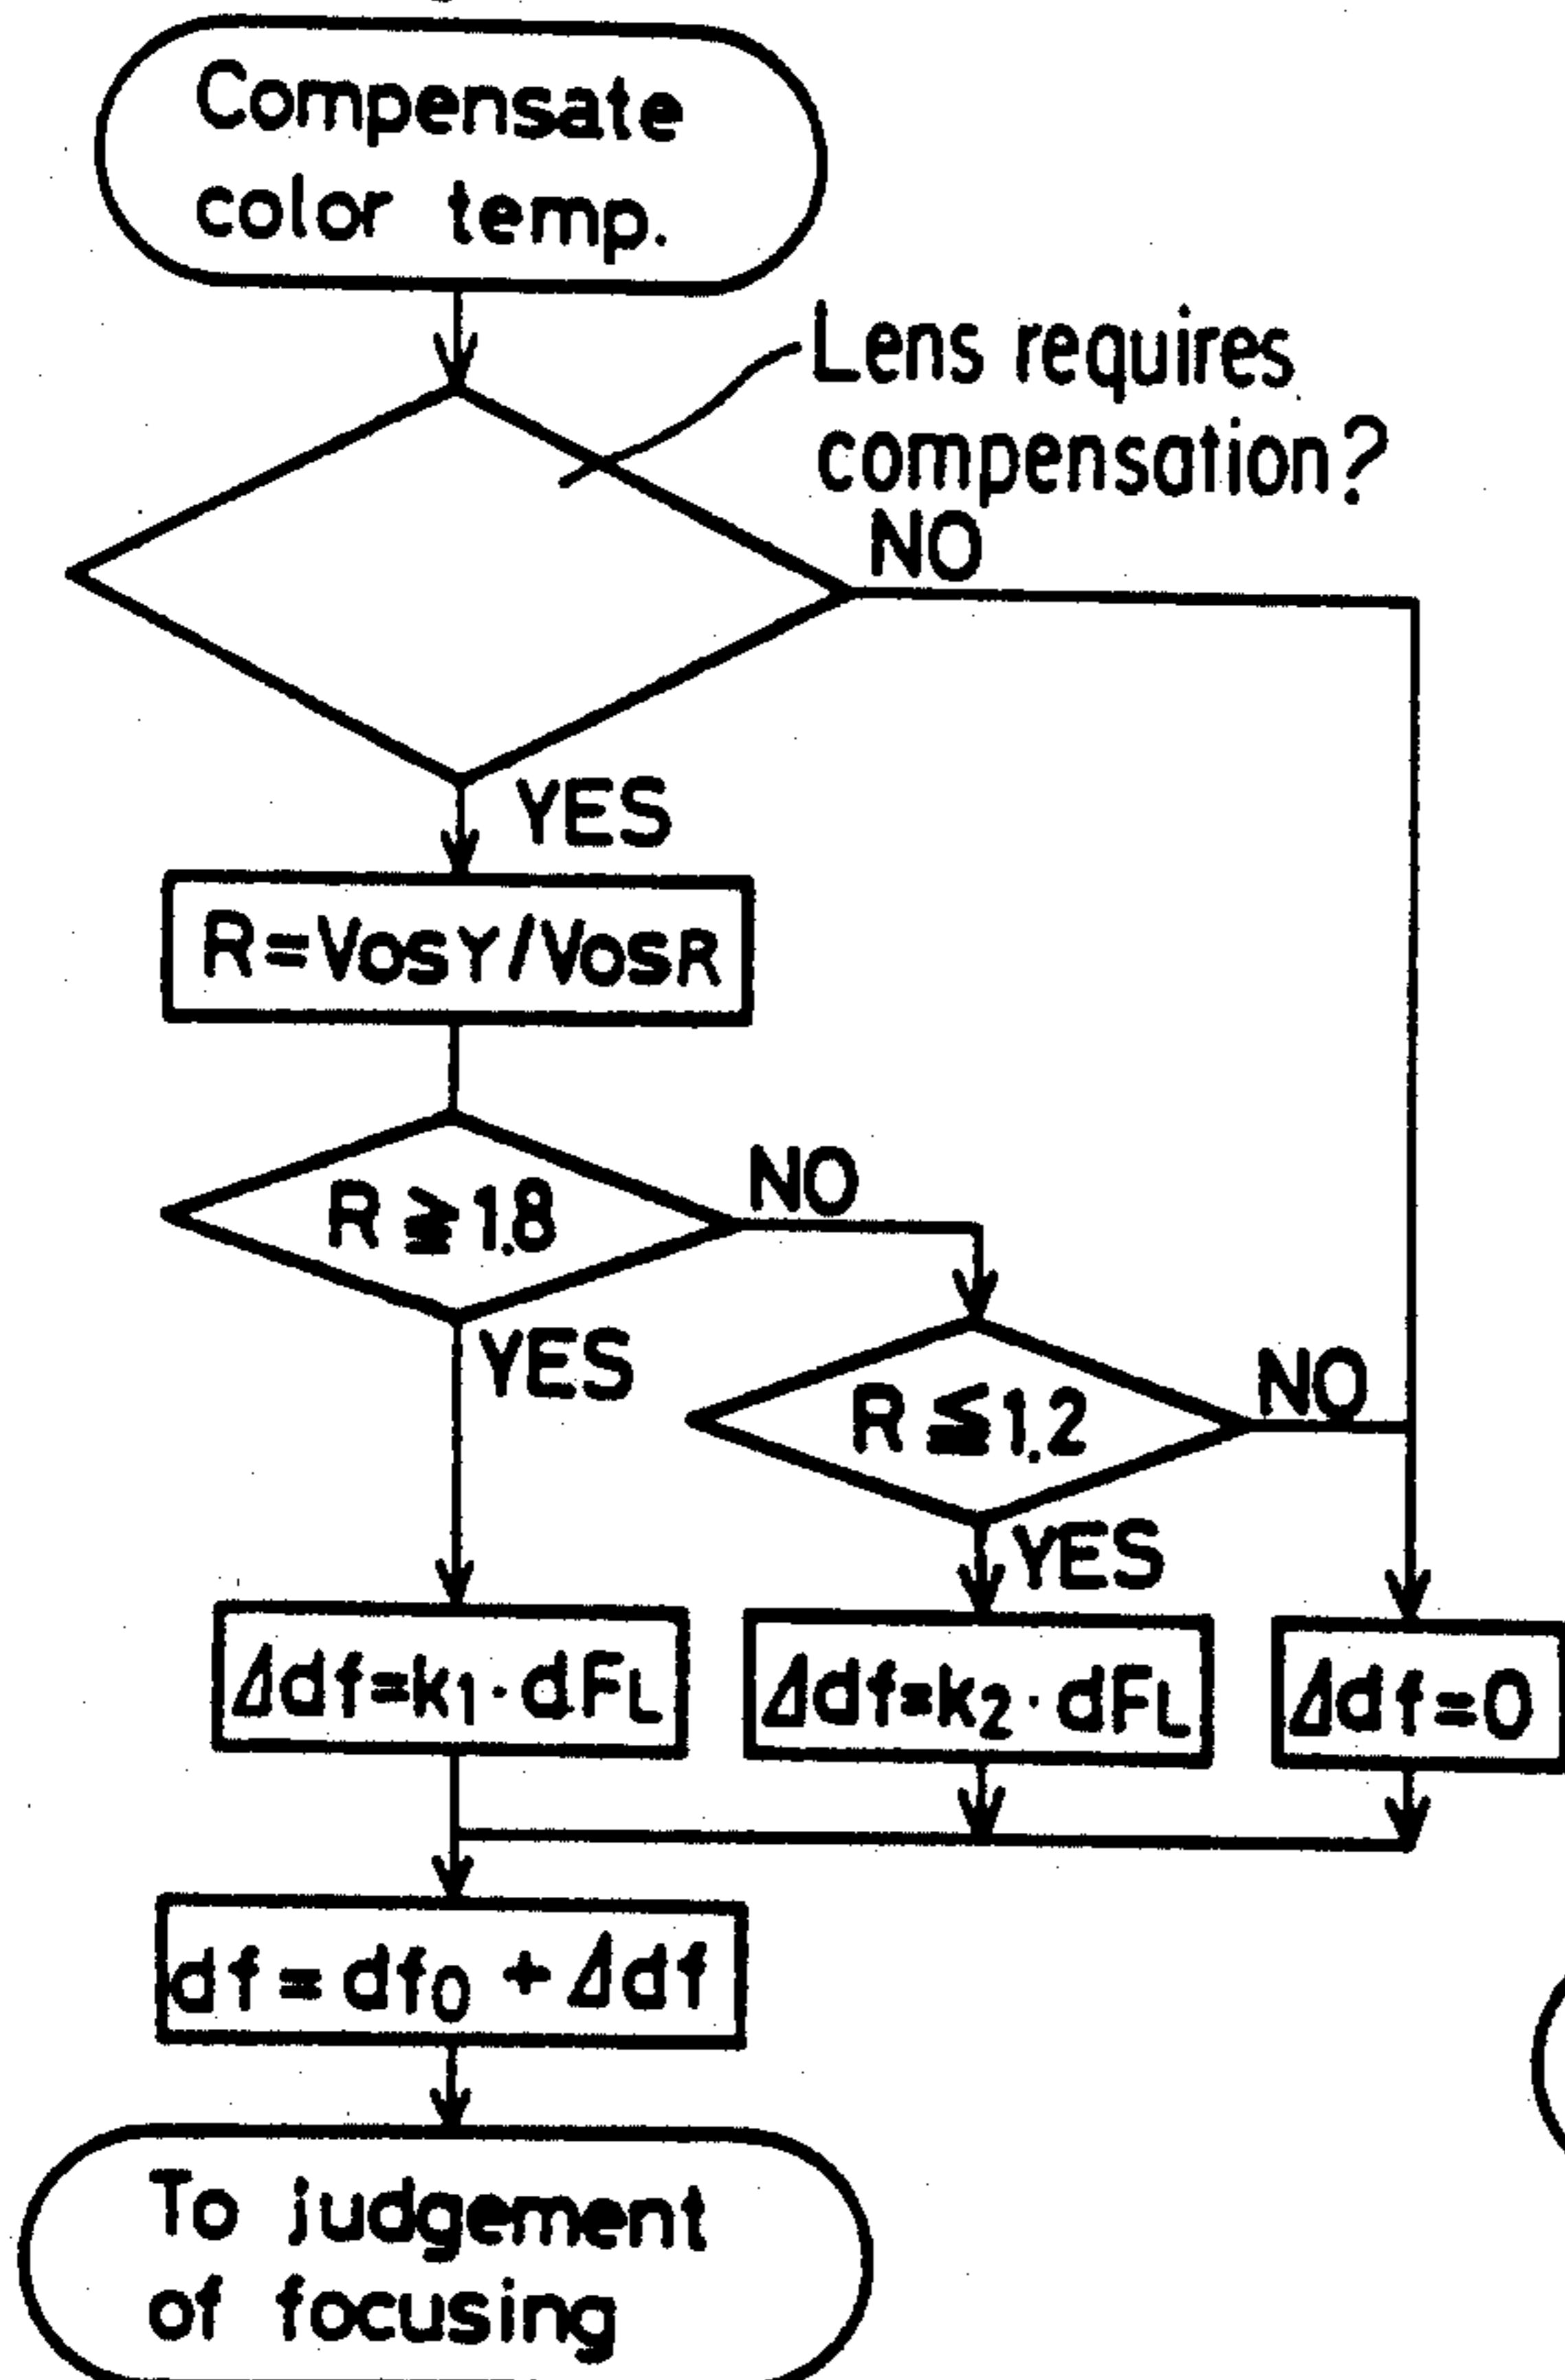 Compensate
color temp.
Lens requires
compensation?
NO
YES
R=VOSY/VOSR
R≧1.8
NO
YES
R≦1.2
NO
YES
Δdf=k1·dFL
Δdf=k2·dFL
Δdf=0
df=df0+Δdf
To judgement
of focusing